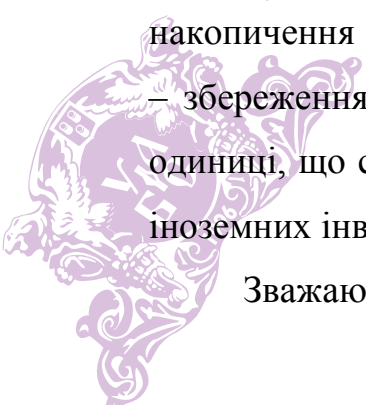 накопичення
– збереження
одиниці, що с
іноземних інв
Зважаю